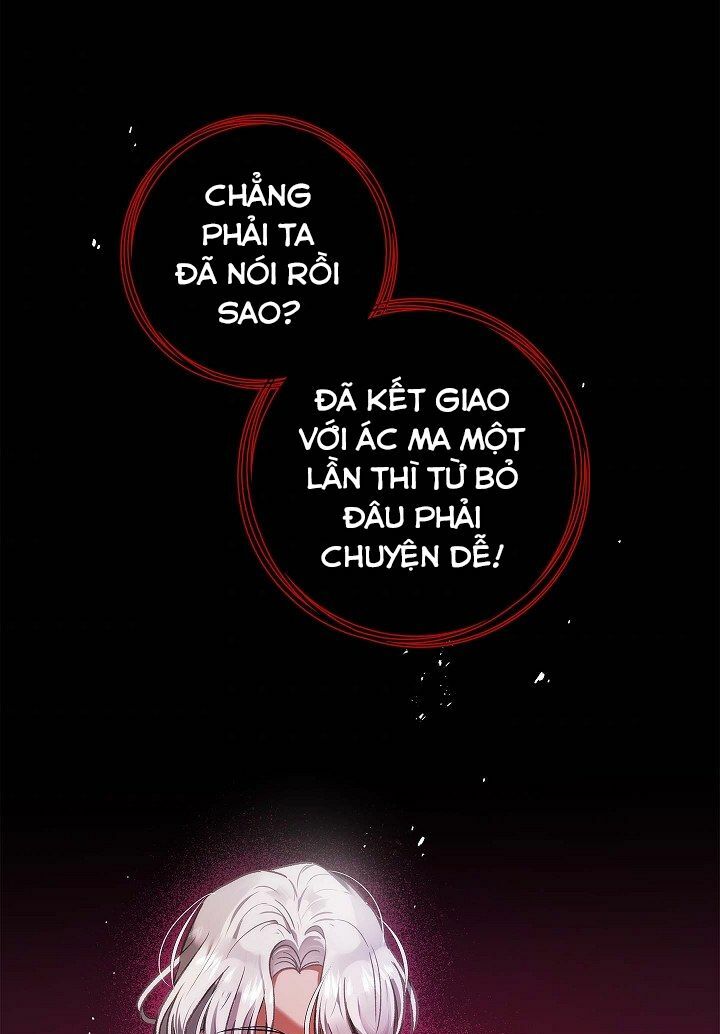 CHẲNG
PHẢI TA
ĐÃ NÓI RỒI
SAO?
ĐÃ KẾT GIAO
VỚI ÁC MA MỘT
LẦN THÌ TỪ BỎ
ĐÂU PHẢI
CHUYỆN DỄ!